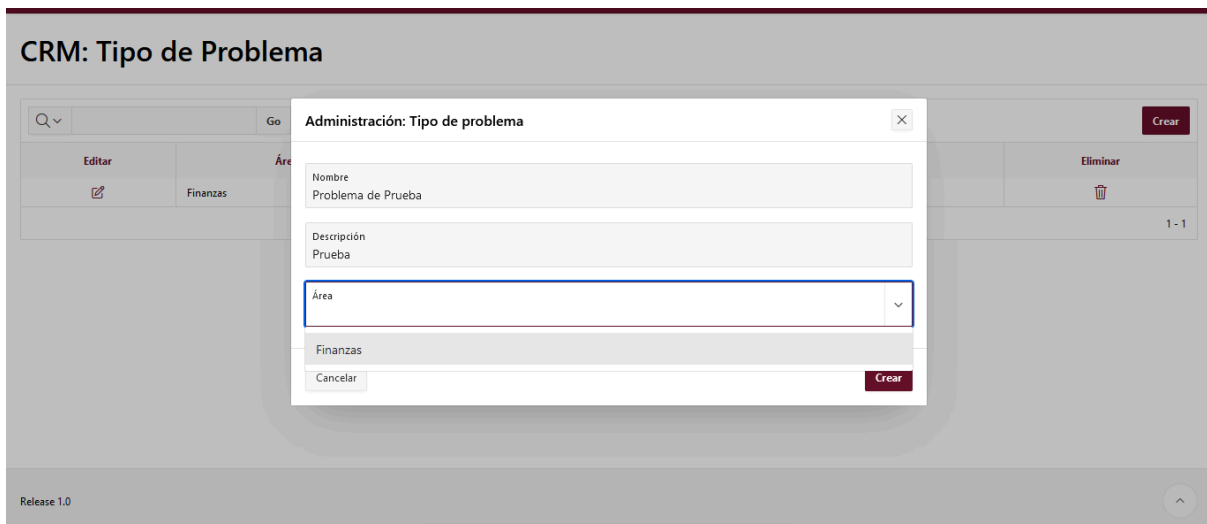 CRM: Tipo de Problema
Go
Crear
Editar
Áre
Eliminar
Finanzas
1 - 1
Administración: Tipo de problema
Nombre
Problema de Prueba
Descripción
Prueba
Área
Finanzas
Cancelar
Crear
Release 1.0